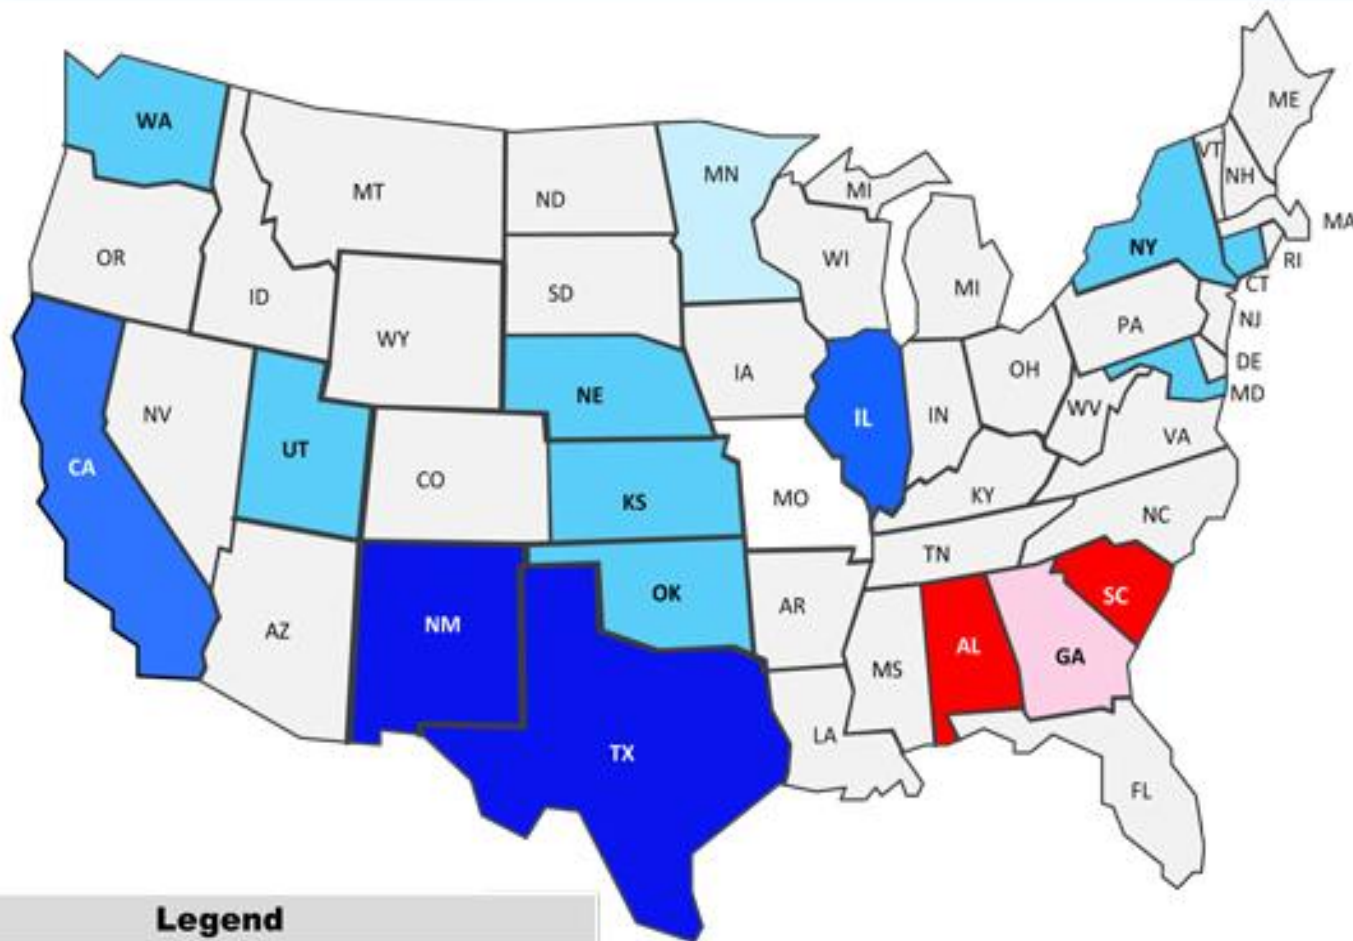 ME
WA
MN
VT
NH
MT
ND
MI
MA
NY
OR
WI
RI
ID
SD
MI
CT
PA
NJ
WY
DE
IA
OH
NE
MD
WV
NV
IL
IN
VA
UT
CA
CO
KY
KS
MO
NC
TN
OK
SC
AR
NM
AZ
AL
GA
MS
LA
TX
FL
Legend